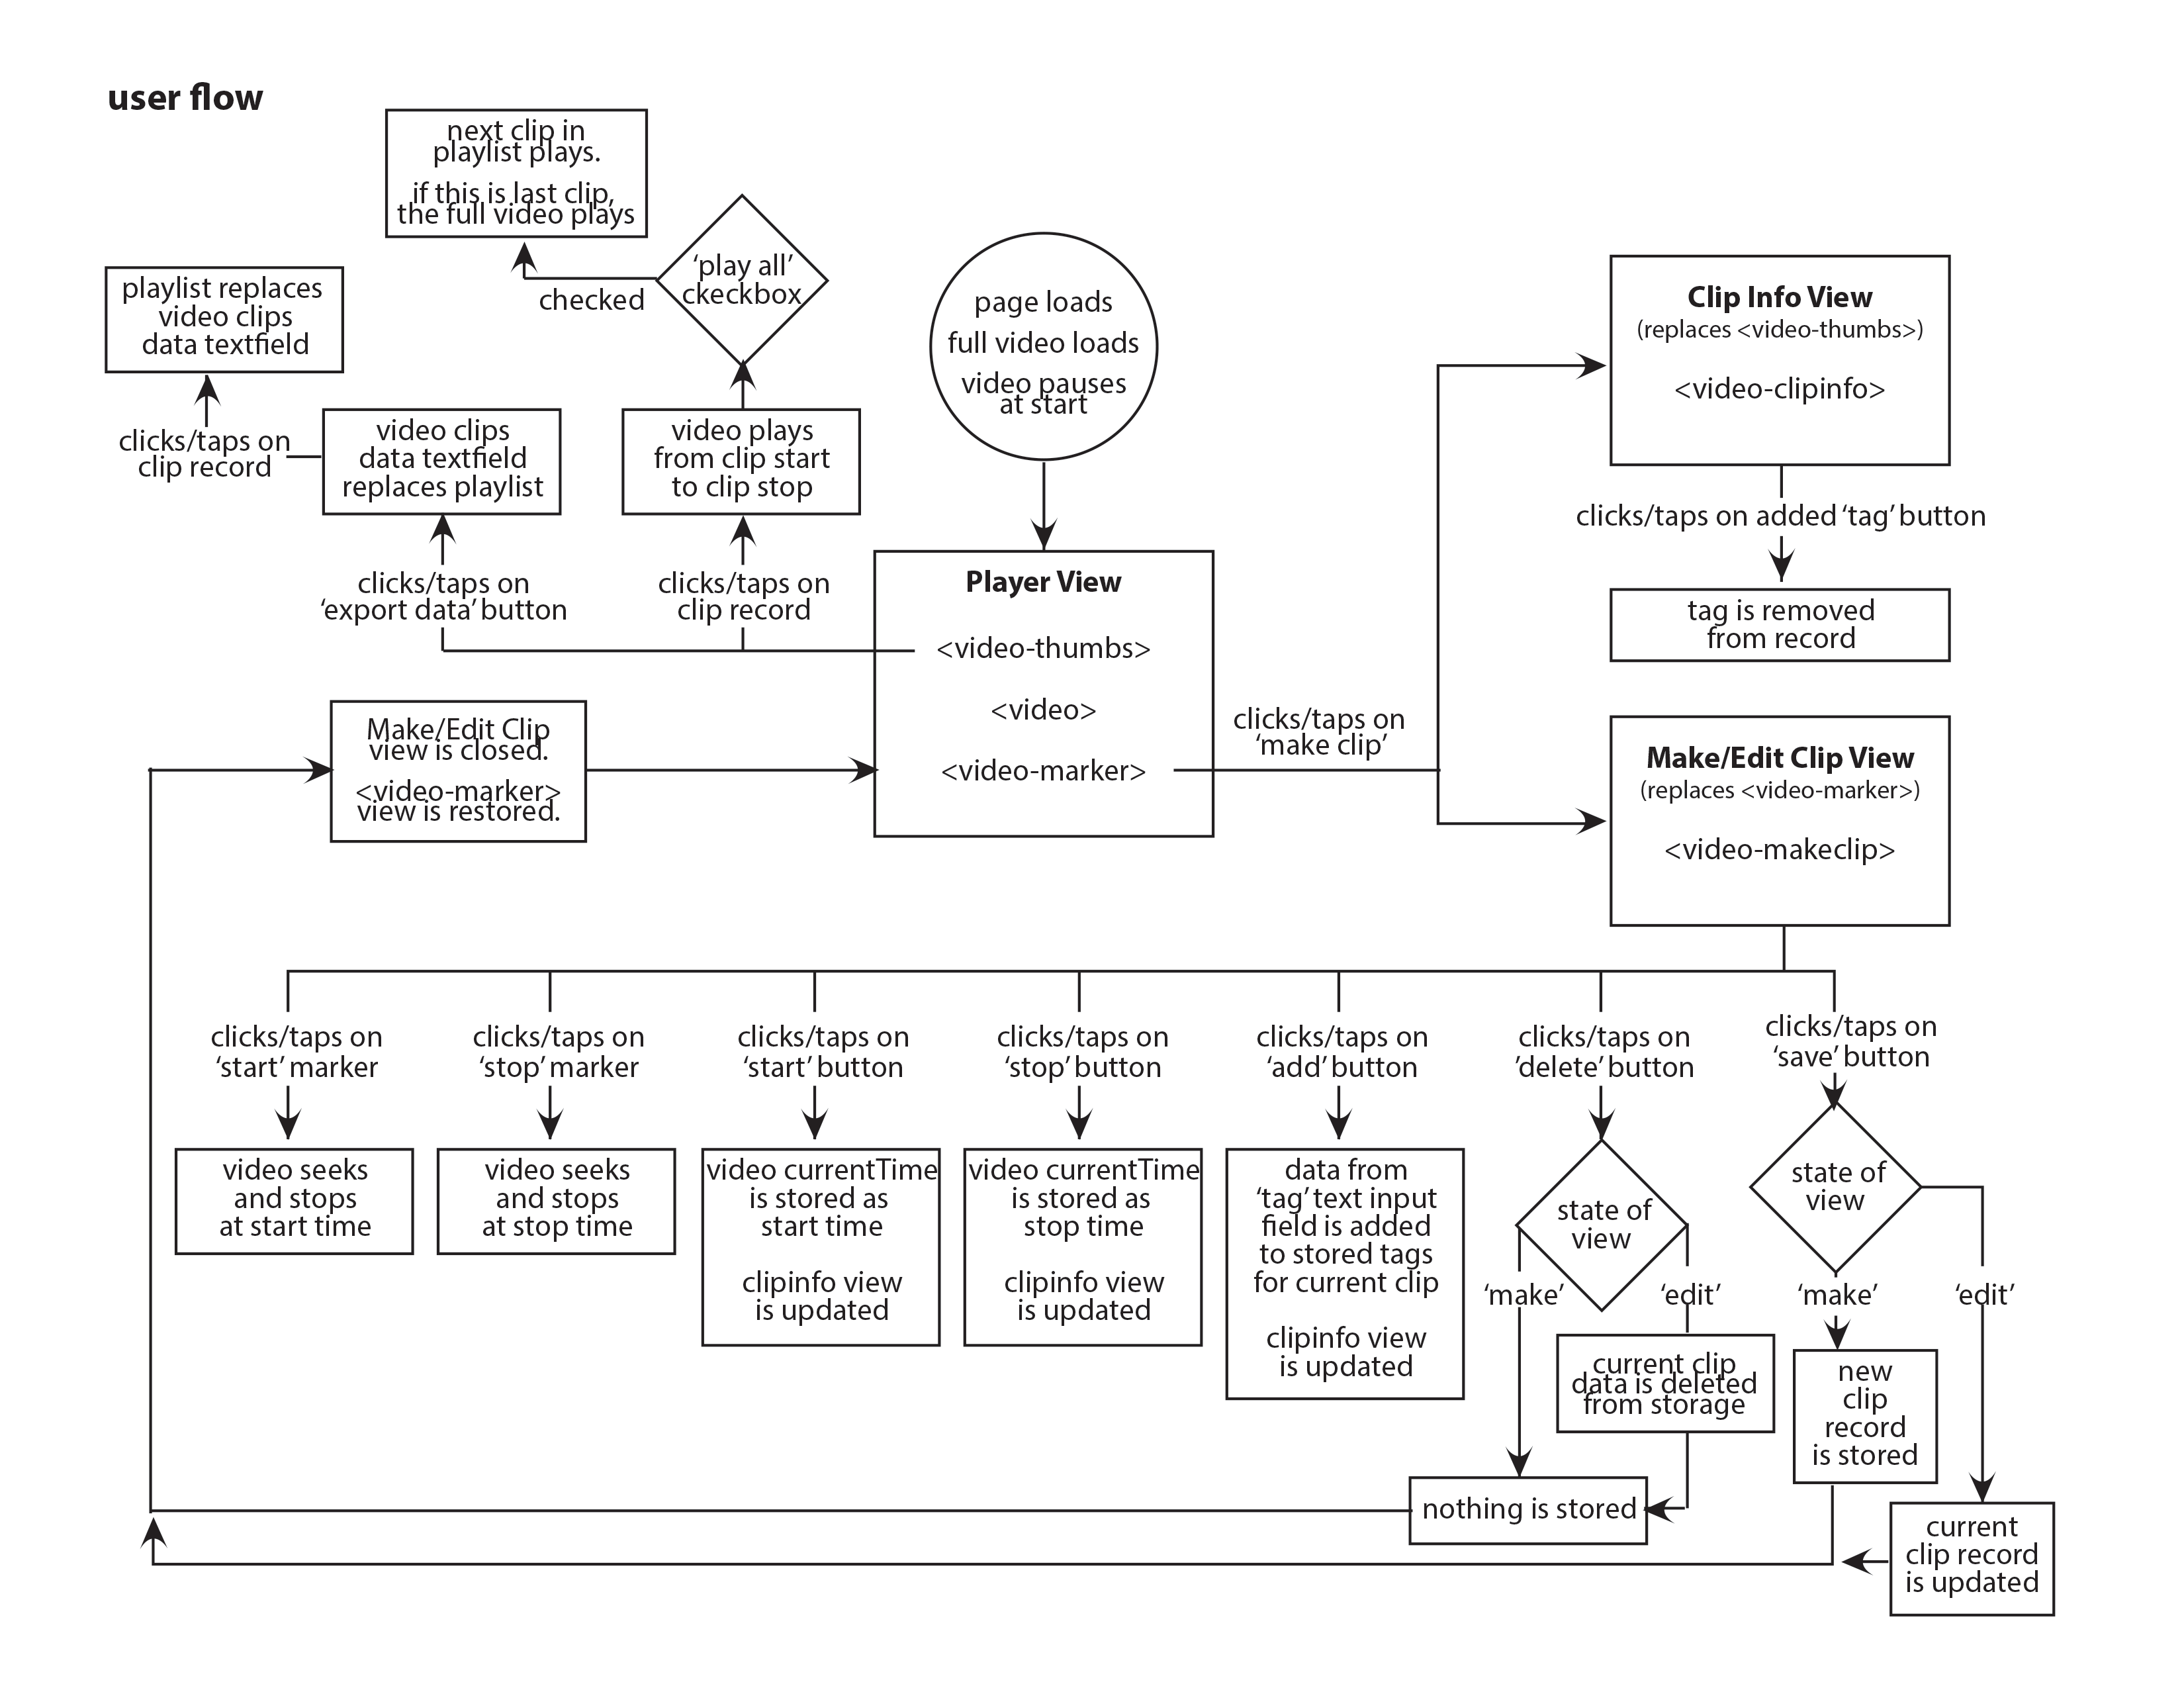 user flow
next clip in
playlist plays.
if this is last clip,
the full video plays
‘play all’
ckeckbox
checked
playlist replaces
video clips
data textfield
clicks/taps on
clip record
video clips
data textfield
replaces playlist
video plays
from clip start
to clip stop
clicks/taps on
‘export data’ button
clicks/taps on
clip record
page loads
full video loads
video pauses
at start
Player View
<video-thumbs>
<video>
<video-marker>
Make/Edit Clip
view is closed.
<video-marker>
view is restored.
clicks/taps on
‘make clip’
Clip Info View
(replaces <video-thumbs>)
<video-clipinfo>
clicks/taps on added ‘tag’ button
tag is removed
from record
Make/Edit Clip View
(replaces <video-marker>)
<video-makeclip>
clicks/taps on
‘start’ marker
video seeks
and stops
at start time
clicks/taps on
‘stop’ marker
video seeks
and stops
at stop time
clicks/taps on
‘start’ button
video currentTime
is stored as
start time
clipinfo view
is updated
clicks/taps on
‘stop’ button
video currentTime
is stored as
stop time
clipinfo view
is updated
clicks/taps on
‘add’ button
data from
‘tag’ text input
field is added
to stored tags
for current clip
clipinfo view
is updated
clicks/taps on
’delete’ button
state of
view
‘make’
‘edit’
current clip
data is deleted
from storage
nothing is stored
clicks/taps on
‘save’ button
state of
view
‘make’
‘edit’
new
clip
record
is stored
current
clip record
is updated